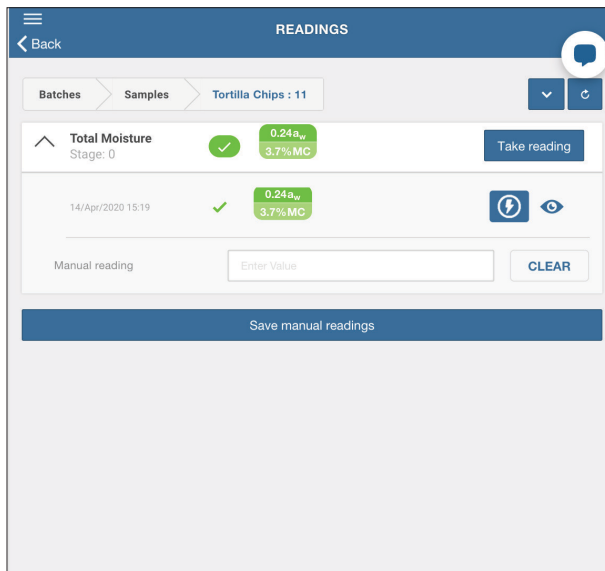 READINGS
Back
Batches
Samples
Tortilla Chips : 11
Total Moisture
Stage: 0
0.24aw
3.7%MC
Take reading
14/Apr/2020 15:19
0.24aw
3.7%MC
Manual reading
Enter Value
CLEAR
Save manual readings